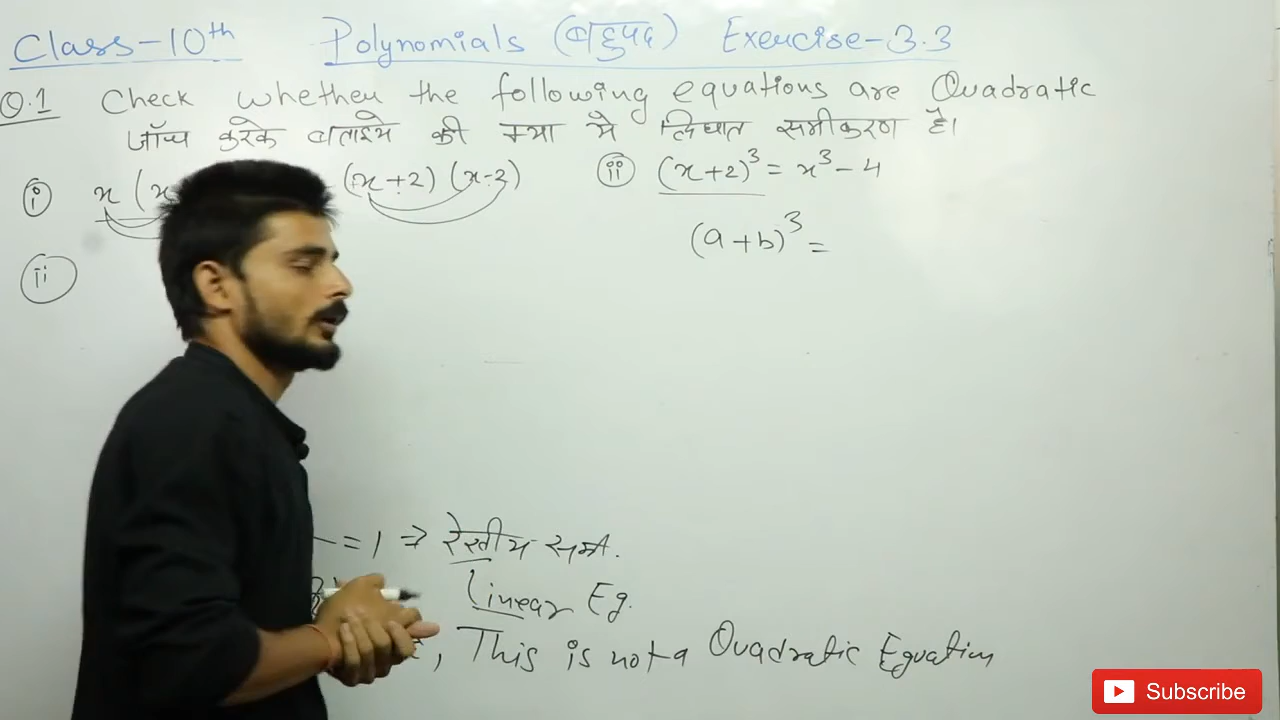 Class-10th Polynomials (बहुपद) Exercise-3.3
Q.1 Check whether the following equations are Quadratic
जाँच करके बताइये की क्या ये द्विघात समीकरण है।
i x(x (x+2)(x-2) ii (x+2)³ = x³-4
(a+b)³ =
ii
= 1 ⇒ रेखीय समी.
Linear Eq.
, This is not a Quadratic Equation
Subscribe